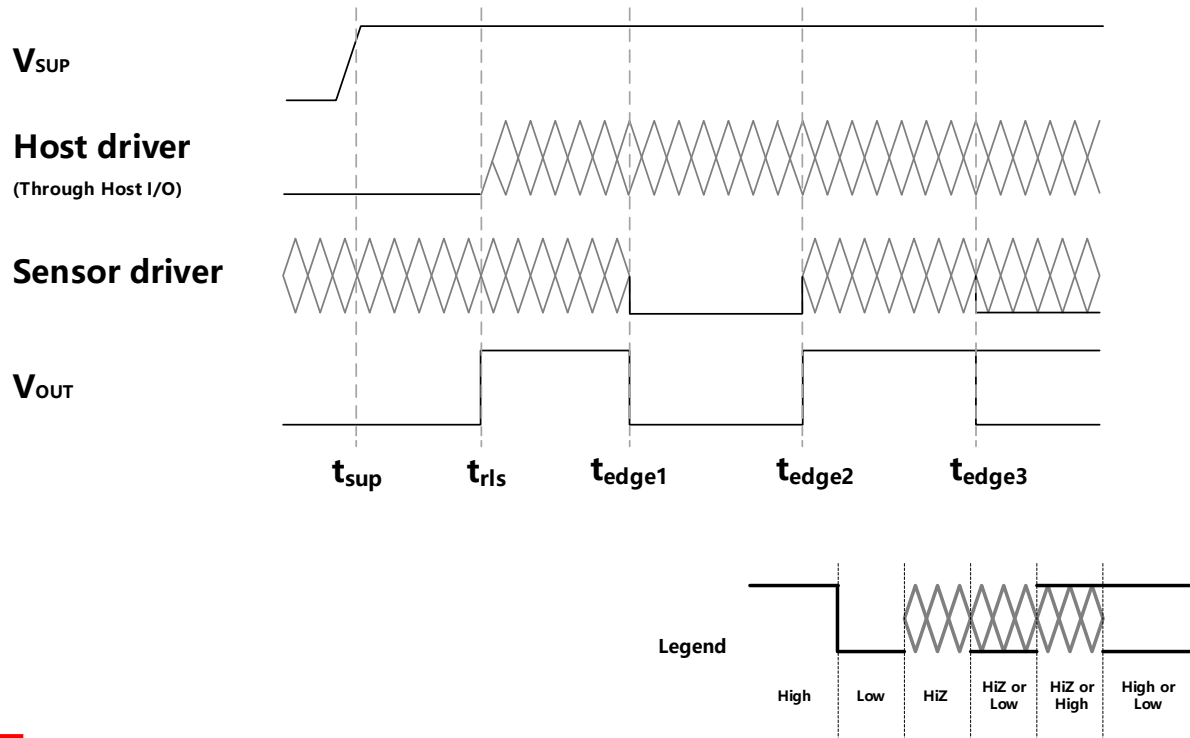 VSUP
Host driver
(Through Host I/O)
Sensor driver
VOUT
tsup trls tedge1 tedge2 tedge3
Legend
High Low HiZ HiZ or Low HiZ or High High or Low